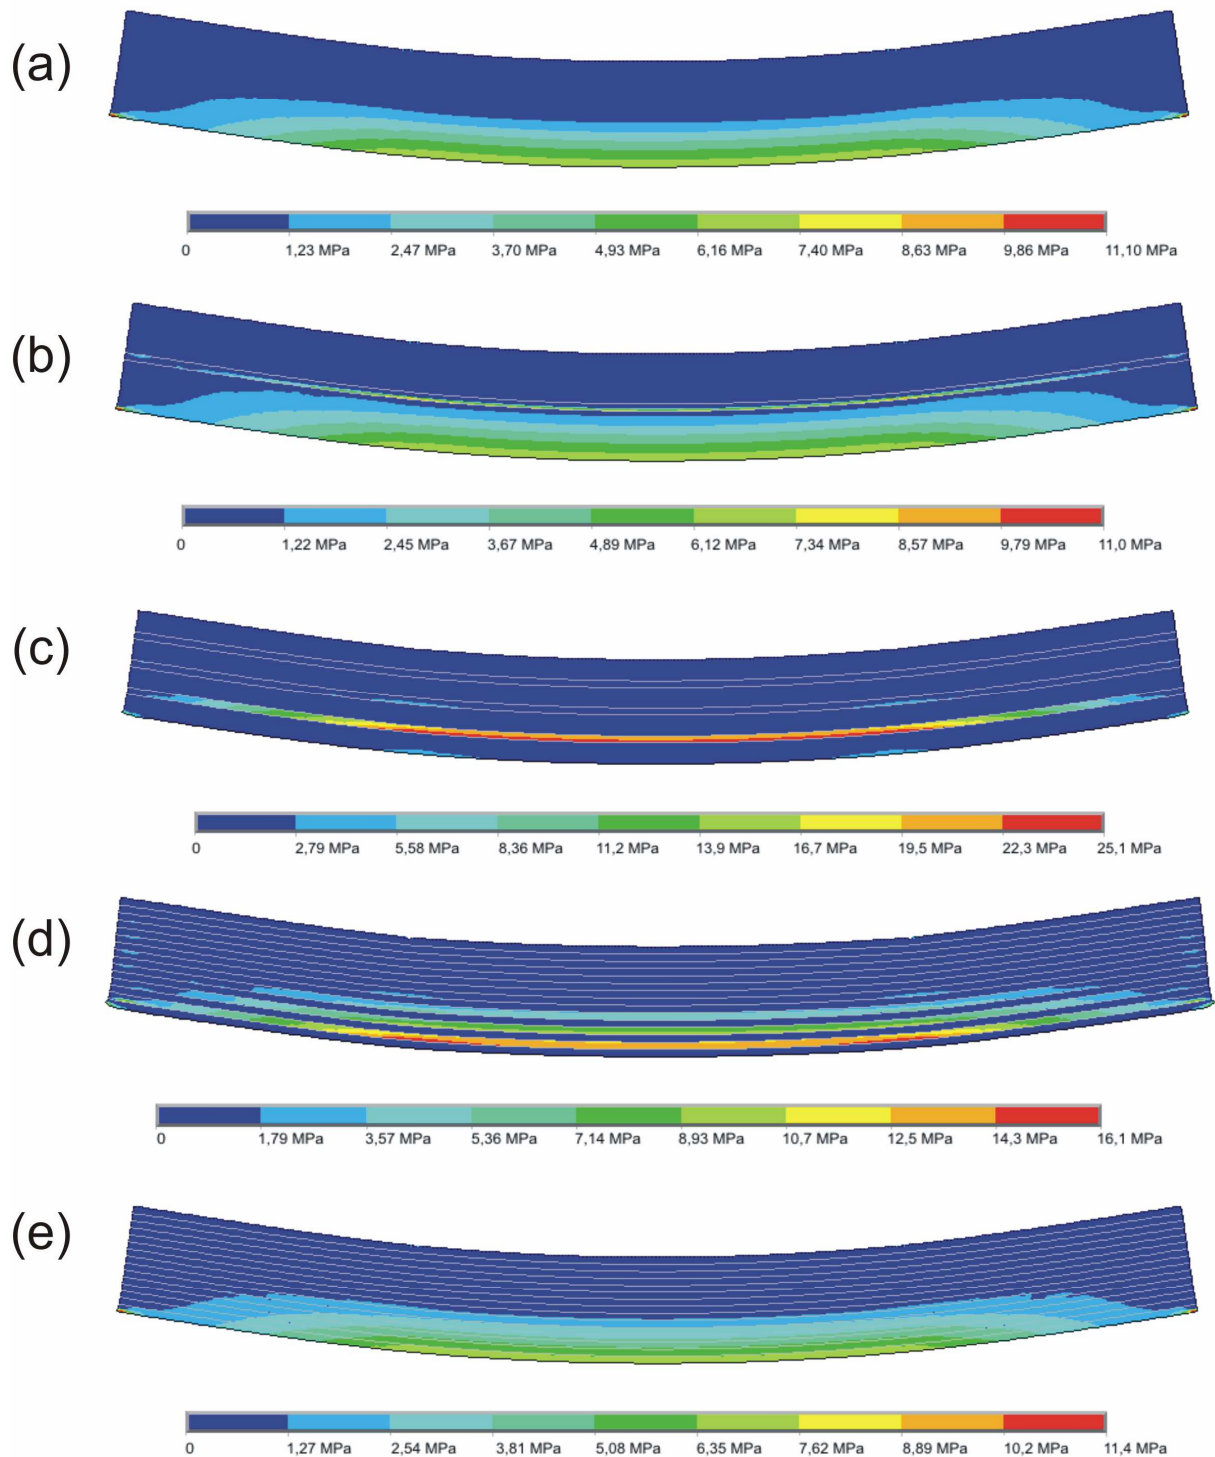 (a)
0 1,23 MPa 2,47 MPa 3,70 MPa 4,93 MPa 6,16 MPa 7,40 MPa 8,63 MPa 9,86 MPa 11,10 MPa
(b)
0 1,22 MPa 2,45 MPa 3,67 MPa 4,89 MPa 6,12 MPa 7,34 MPa 8,57 MPa 9,79 MPa 11,0 MPa
(c)
0 2,79 MPa 5,58 MPa 8,36 MPa 11,2 MPa 13,9 MPa 16,7 MPa 19,5 MPa 22,3 MPa 25,1 MPa
(d)
0 1,79 MPa 3,57 MPa 5,36 MPa 7,14 MPa 8,93 MPa 10,7 MPa 12,5 MPa 14,3 MPa 16,1 MPa
(e)
0 1,27 MPa 2,54 MPa 3,81 MPa 5,08 MPa 6,35 MPa 7,62 MPa 8,89 MPa 10,2 MPa 11,4 MPa